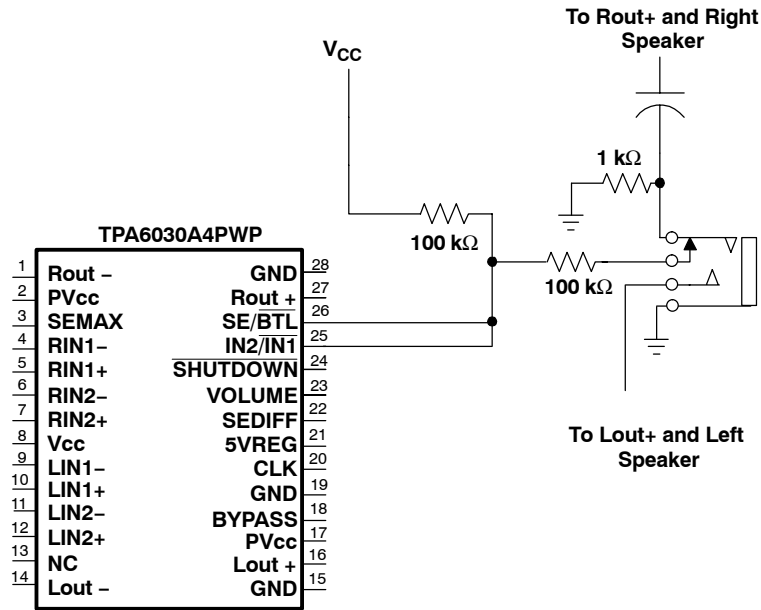 To Rout+ and Right
Speaker
VCC
1 kΩ
100 kΩ
100 kΩ
TPA6030A4PWP
1 Rout − GND 28
2 PVcc Rout + 27
3 SEMAX SE/BTL 26
4 RIN1− IN2/IN1 25
5 RIN1+ SHUTDOWN 24
6 RIN2− VOLUME 23
7 RIN2+ SEDIFF 22
8 Vcc 5VREG 21
9 LIN1− CLK 20
10 LIN1+ GND 19
11 LIN2− BYPASS 18
12 LIN2+ PVcc 17
13 NC Lout + 16
14 Lout − GND 15
To Lout+ and Left
Speaker